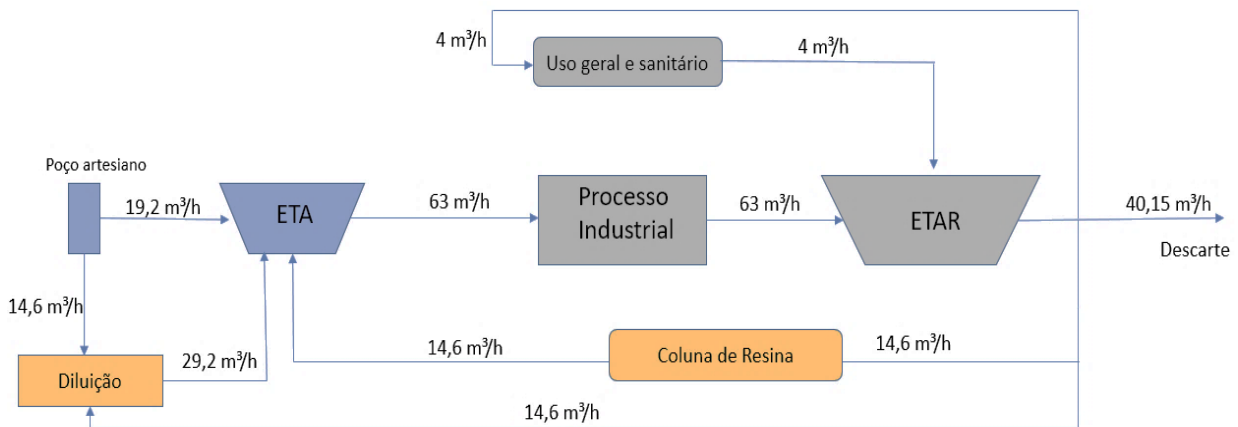 4 m³/h
Uso geral e sanitário
4 m³/h
Poço artesiano
19,2 m³/h
ETA
63 m³/h
Processo
Industrial
63 m³/h
ETAR
40,15 m³/h
Descarte
14,6 m³/h
Diluição
29,2 m³/h
14,6 m³/h
Coluna de Resina
14,6 m³/h
14,6 m³/h